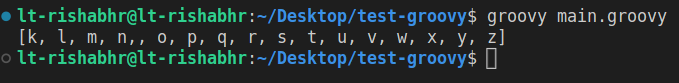 lt-rishabhr@lt-rishabhr:~/Desktop/test-groovy$ groovy main.groovy
[k, l, m, n,, o, p, q, r, s, t, u, v, w, x, y, z]
lt-rishabhr@lt-rishabhr:~/Desktop/test-groovy$